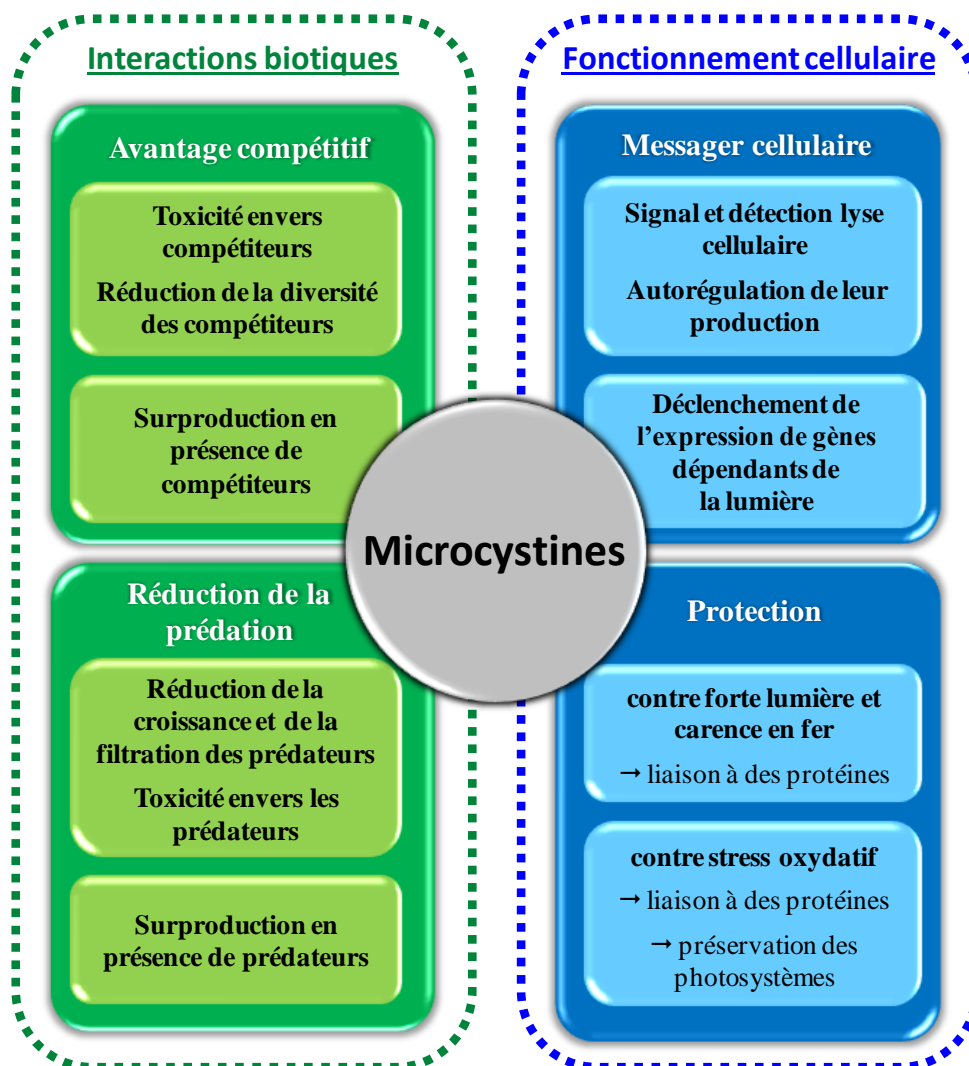 Interactions biotiques
Avantage compétitif
Toxicité envers
compétiteurs
Réduction de la diversité
des compétiteurs
Surproduction en
présence de
compétiteurs
Réduction de la
prédation
Réduction de la
croissance et de la
filtration des prédateurs
Toxicité envers les
prédateurs
Surproduction en
présence de prédateurs
Microcystines
Fonctionnement cellulaire
Messager cellulaire
Signal et détection lyse
cellulaire
Autorégulation de leur
production
Déclenchement de
l’expression de gènes
dépendants de
la lumière
Protection
contre forte lumière et
carence en fer
→ liaison à des protéines
contre stress oxydatif
→ liaison à des protéines
→ préservation des
photosystèmes